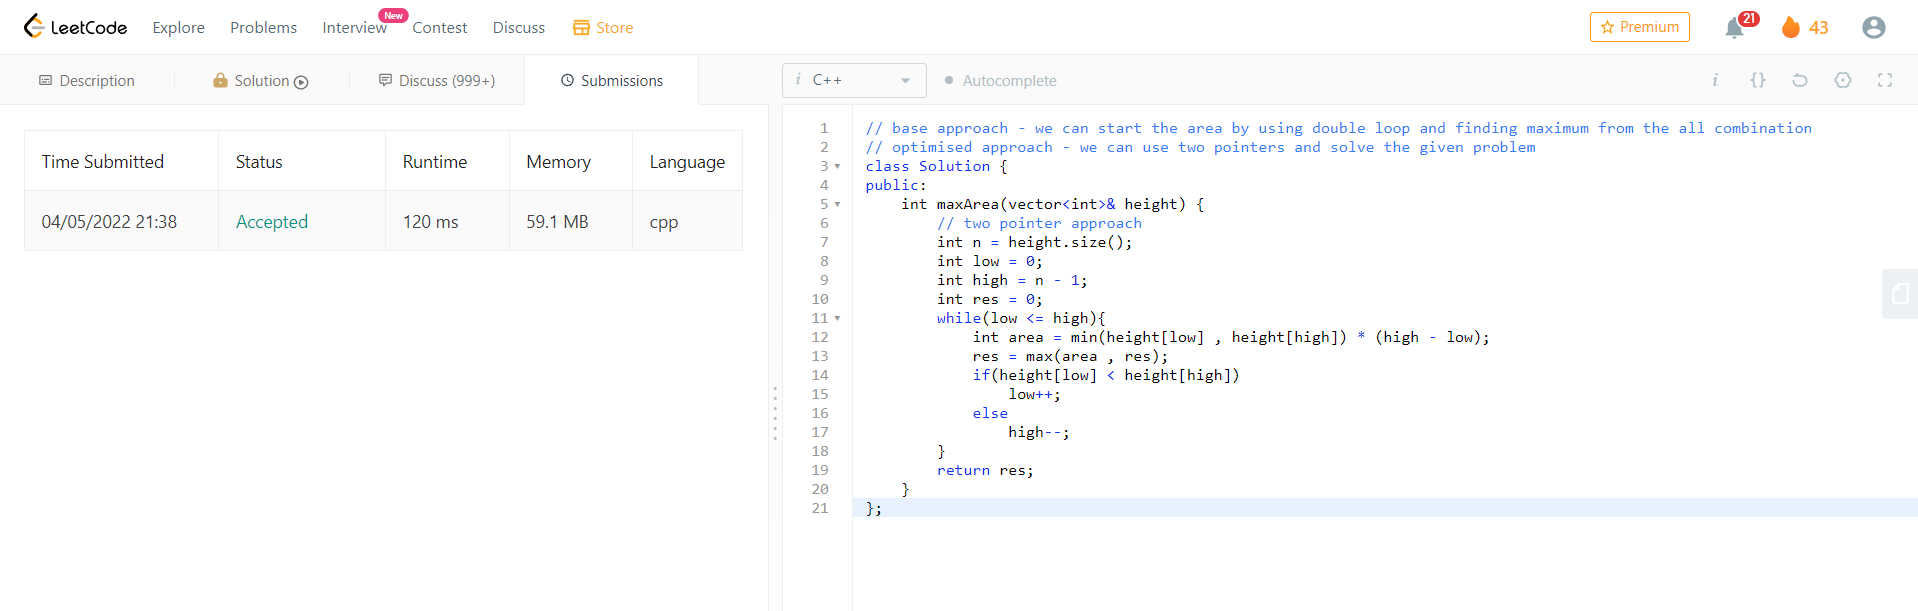 LeetCode Explore Problems Interview New Contest Discuss Store Premium 21 43
Description Solution Discuss (999+) Submissions
i C++ Autocomplete i {}
Time Submitted Status Runtime Memory Language
04/05/2022 21:38 Accepted 120 ms 59.1 MB cpp
1 // base approach - we can start the area by using double loop and finding maximum from the all combination
2 // optimised approach - we can use two pointers and solve the given problem
3 class Solution {
4 public:
5     int maxArea(vector<int>& height) {
6         // two pointer approach
7         int n = height.size();
8         int low = 0;
9         int high = n - 1;
10         int res = 0;
11         while(low <= high){
12             int area = min(height[low] , height[high]) * (high - low);
13             res = max(area , res);
14             if(height[low] < height[high])
15                 low++;
16             else
17                 high--;
18         }
19         return res;
20     }
21 };